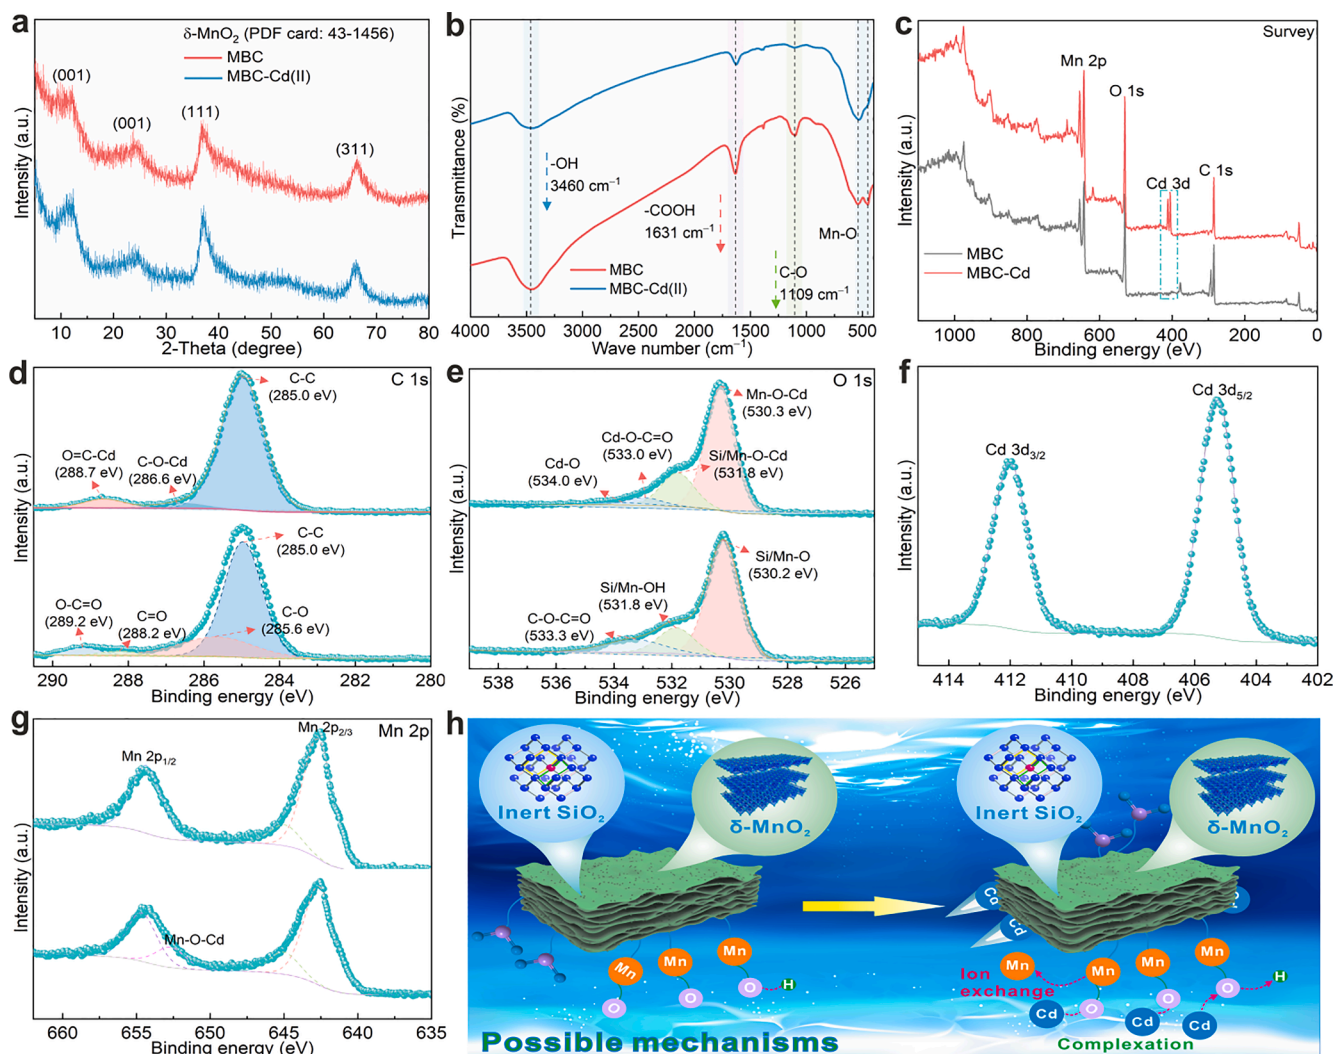 a
δ-MnO₂ (PDF card: 43-1456)
MBC
MBC-Cd(II)
(001)
(001)
(111)
(311)
Intensity (a.u.)
10 20 30 40 50 60 70 80
2-Theta (degree)
b
-OH
3460 cm⁻¹
-COOH
1631 cm⁻¹
Mn-O
C-O
1109 cm⁻¹
MBC
MBC-Cd(II)
Transmittance (%)
4000 3500 3000 2500 2000 1500 1000 500
Wave number (cm⁻¹)
c
Survey
Mn 2p
O 1s
Cd 3d
C 1s
MBC
MBC-Cd
Intensity (a.u.)
1000 800 600 400 200 0
Binding energy (eV)
d
C 1s
C-C
(285.0 eV)
O=C-Cd
(288.7 eV)
C-O-Cd
(286.6 eV)
C-C
(285.0 eV)
O-C=O
(289.2 eV)
C=O
(288.2 eV)
C-O
(285.6 eV)
Intensity (a.u.)
290 288 286 284 282 280
Binding energy (eV)
e
O 1s
Mn-O-Cd
(530.3 eV)
Cd-O-C=O
(533.0 eV)
Si/Mn-O-Cd
(531.8 eV)
Cd-O
(534.0 eV)
Si/Mn-O
(530.2 eV)
Si/Mn-OH
(531.8 eV)
C-O-C=O
(533.3 eV)
Intensity (a.u.)
538 536 534 532 530 528 526
Binding energy (eV)
f
Cd 3d₅/₂
Cd 3d₃/₂
Intensity (a.u.)
414 412 410 408 406 404 402
Binding energy (eV)
g
Mn 2p
Mn 2p₂/₃
Mn 2p₁/₂
Mn-O-Cd
Intensity (a.u.)
660 655 650 645 640 635
Binding energy (eV)
h
Inert SiO₂
δ-MnO₂
Mn
Mn
Mn
O
O
O
H
Inert SiO₂
δ-MnO₂
Cd
Cd
Cd
Mn
Mn
Mn
Mn
Ion
exchange
O
O
O
H
Cd
Cd
Cd
Complexation
Possible mechanisms